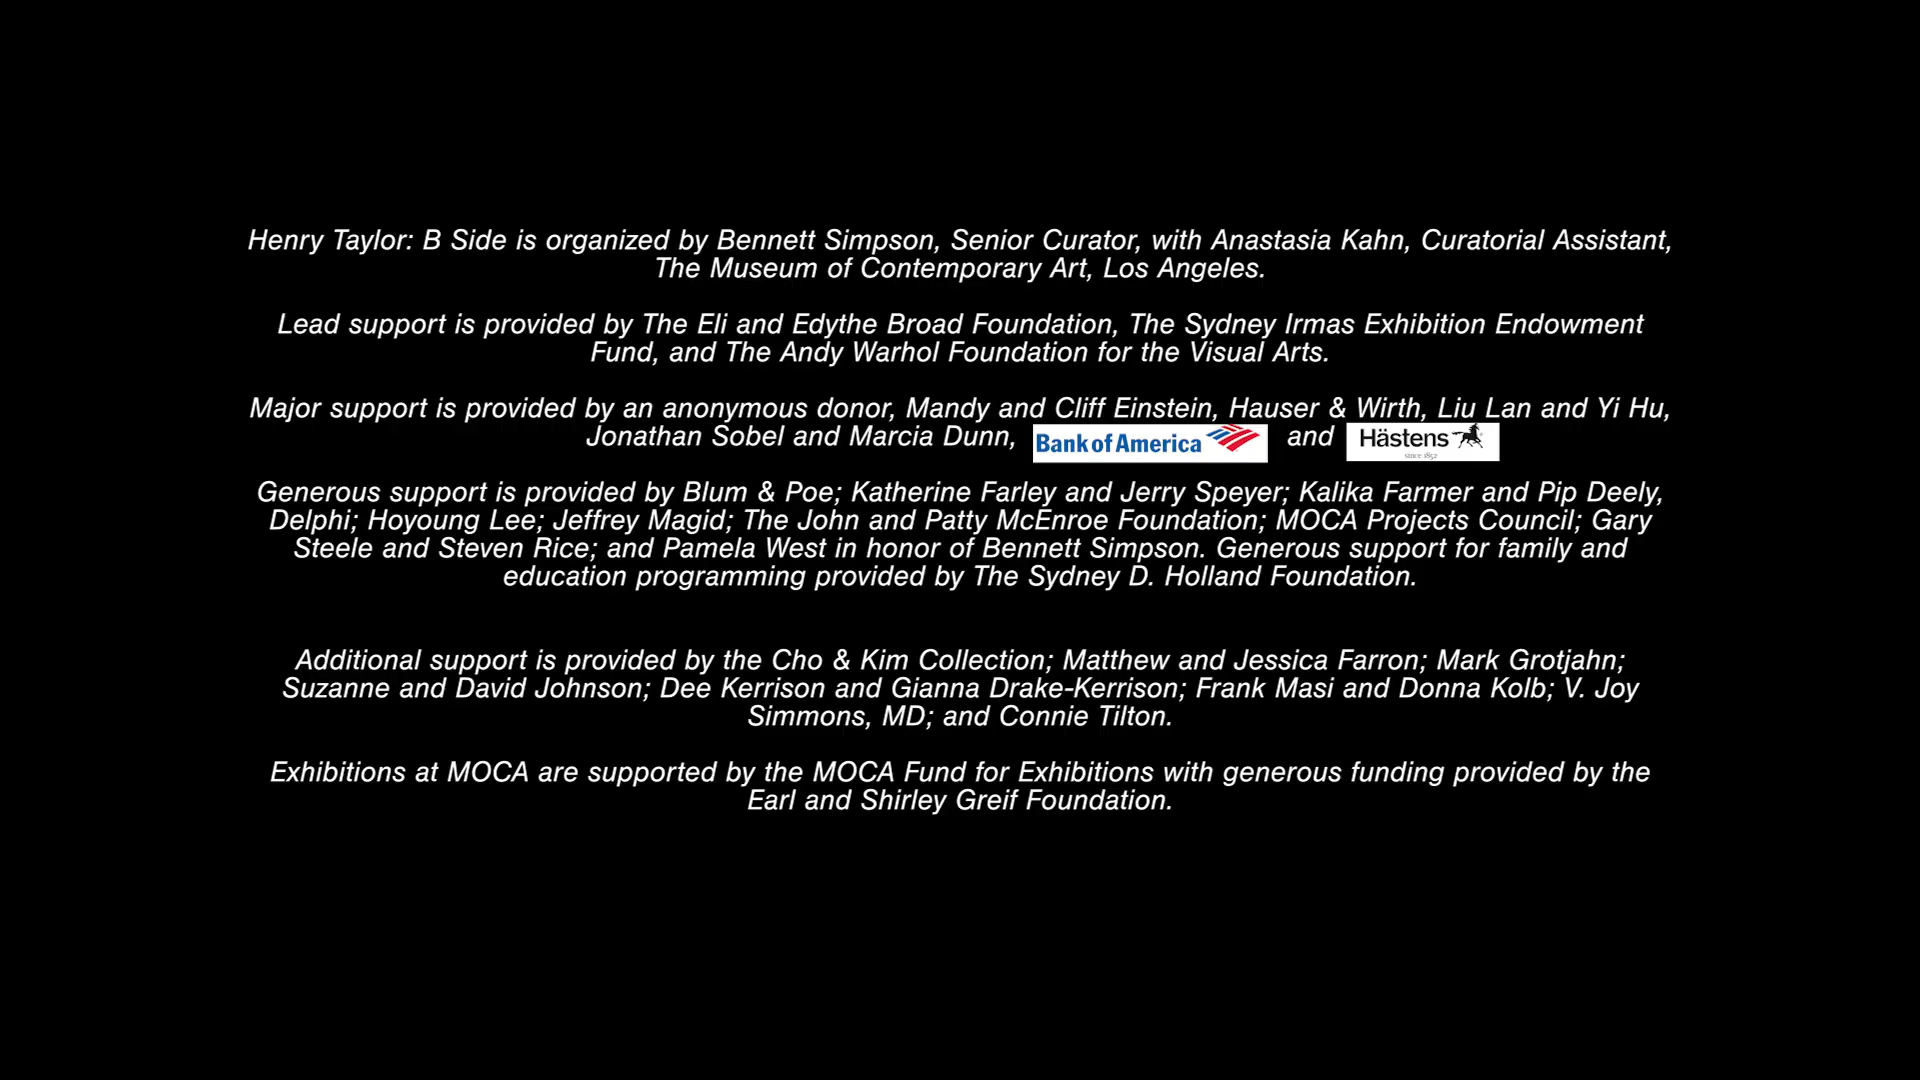 Henry Taylor: B Side is organized by Bennett Simpson, Senior Curator, with Anastasia Kahn, Curatorial Assistant,
The Museum of Contemporary Art, Los Angeles.
Lead support is provided by The Eli and Edythe Broad Foundation, The Sydney Irmas Exhibition Endowment
Fund, and The Andy Warhol Foundation for the Visual Arts.
Major support is provided by an anonymous donor, Mandy and Cliff Einstein, Hauser & Wirth, Liu Lan and Yi Hu,
Jonathan Sobel and Marcia Dunn, Bank of America and Hästens
since 1852
Generous support is provided by Blum & Poe; Katherine Farley and Jerry Speyer; Kalika Farmer and Pip Deely,
Delphi; Hoyoung Lee; Jeffrey Magid; The John and Patty McEnroe Foundation; MOCA Projects Council; Gary
Steele and Steven Rice; and Pamela West in honor of Bennett Simpson. Generous support for family and
education programming provided by The Sydney D. Holland Foundation.
Additional support is provided by the Cho & Kim Collection; Matthew and Jessica Farron; Mark Grotjahn;
Suzanne and David Johnson; Dee Kerrison and Gianna Drake-Kerrison; Frank Masi and Donna Kolb; V. Joy
Simmons, MD; and Connie Tilton.
Exhibitions at MOCA are supported by the MOCA Fund for Exhibitions with generous funding provided by the
Earl and Shirley Greif Foundation.